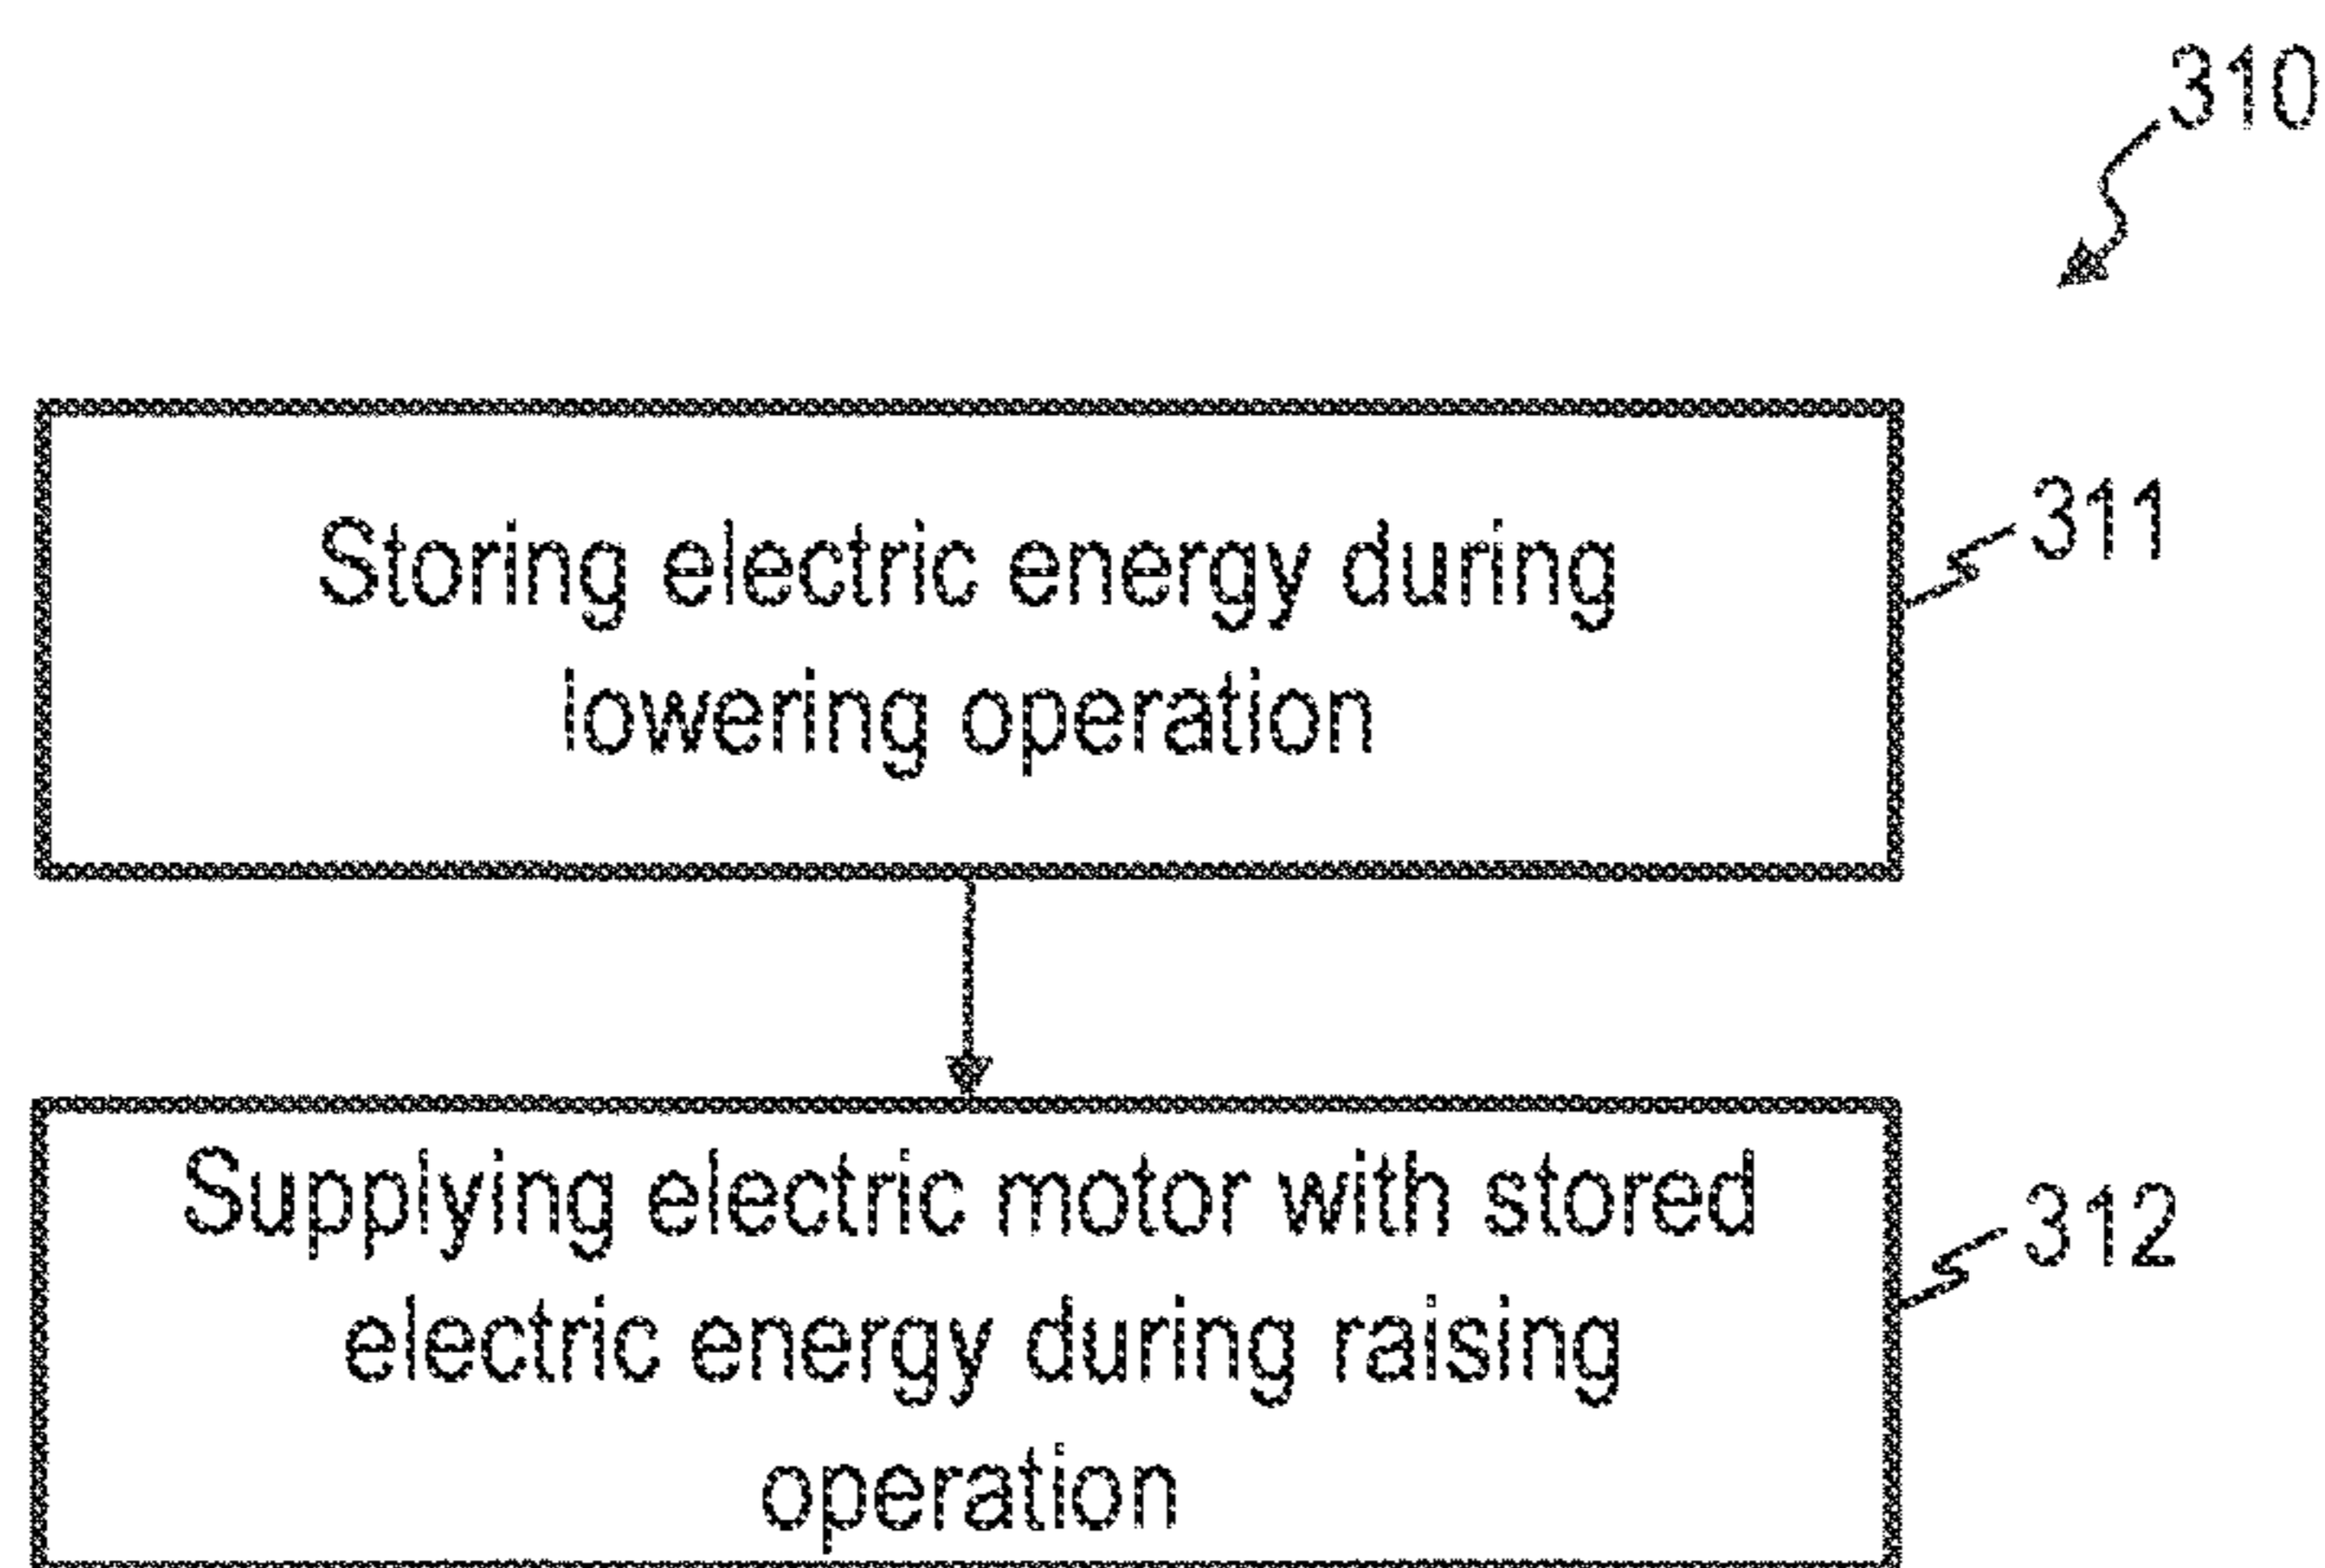 310
Storing electric energy during
lowering operation
311
Supplying electric motor with stored
electric energy during raising
operation
312